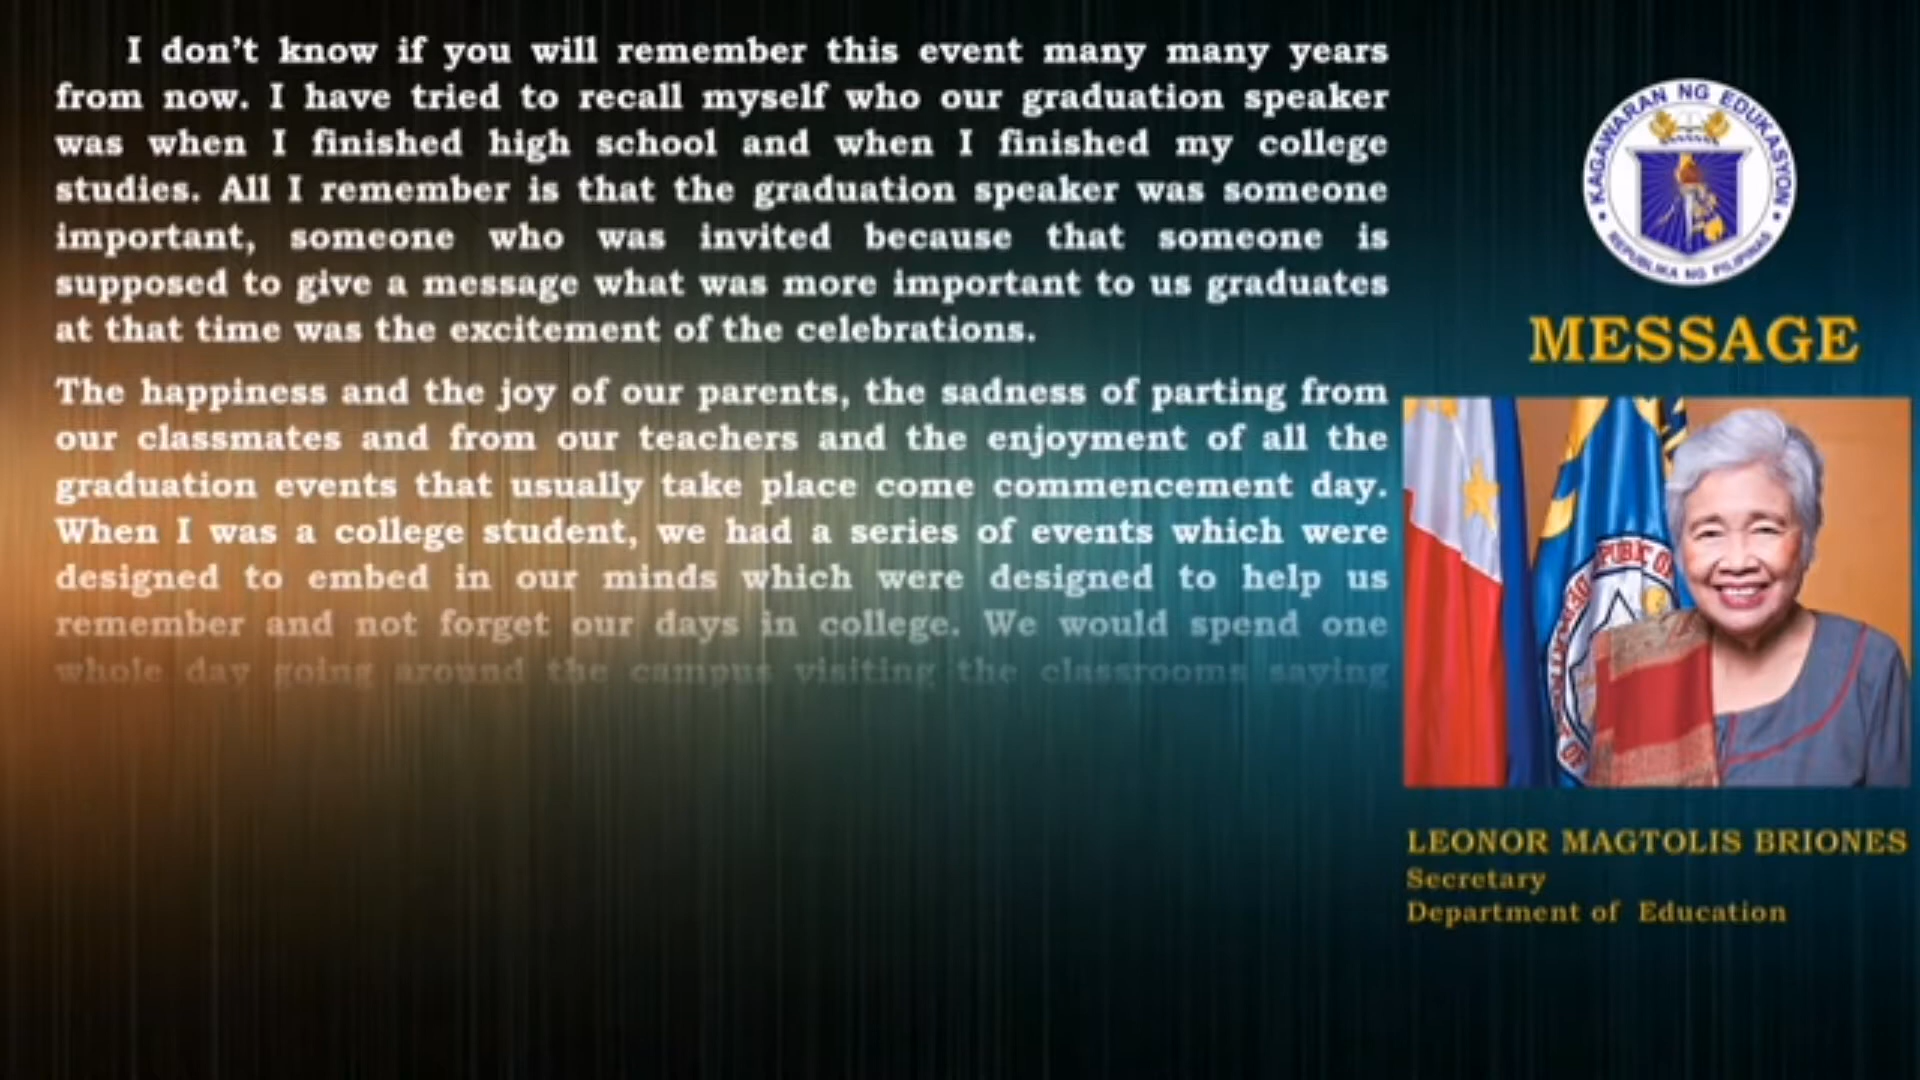 I don’t know if you will remember this event many many years
from now. I have tried to recall myself who our graduation speaker
was when I finished high school and when I finished my college
studies. All I remember is that the graduation speaker was someone
important, someone who was invited because that someone is
supposed to give a message what was more important to us graduates
at that time was the excitement of the celebrations.
The happiness and the joy of our parents, the sadness of parting from
our classmates and from our teachers and the enjoyment of all the
graduation events that usually take place come commencement day.
When I was a college student, we had a series of events which were
designed to embed in our minds which were designed to help us
remember and not forget our days in college. We would spend one
whole day going around the campus visiting the classrooms saying
KAGAWARAN NG EDUKASYON
REPUBLIKA NG PILIPINAS
MESSAGE
PUBLIC OF
LEONOR MAGTOLIS BRIONES
Secretary
Department of Education